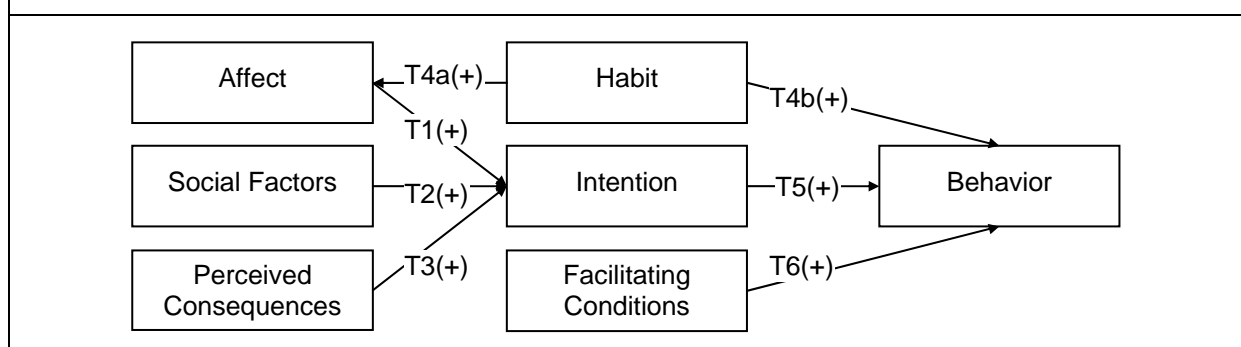 Affect
T4a(+)
Habit
T4b(+)
T1(+)
Social Factors
T2(+)
Intention
T5(+)
Behavior
Perceived
Consequences
T3(+)
Facilitating
Conditions
T6(+)